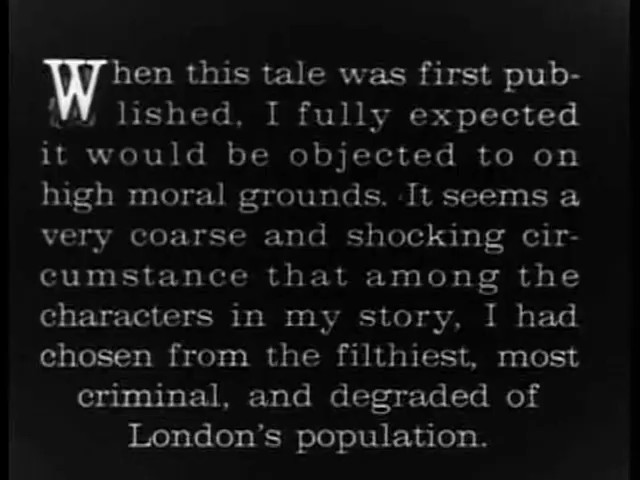 When this tale was first pub-
lished, I fully expected
it would be objected to on
high moral grounds. It seems a
very coarse and shocking cir-
cumstance that among the
characters in my story, I had
chosen from the filthiest, most
criminal, and degraded of
London's population.